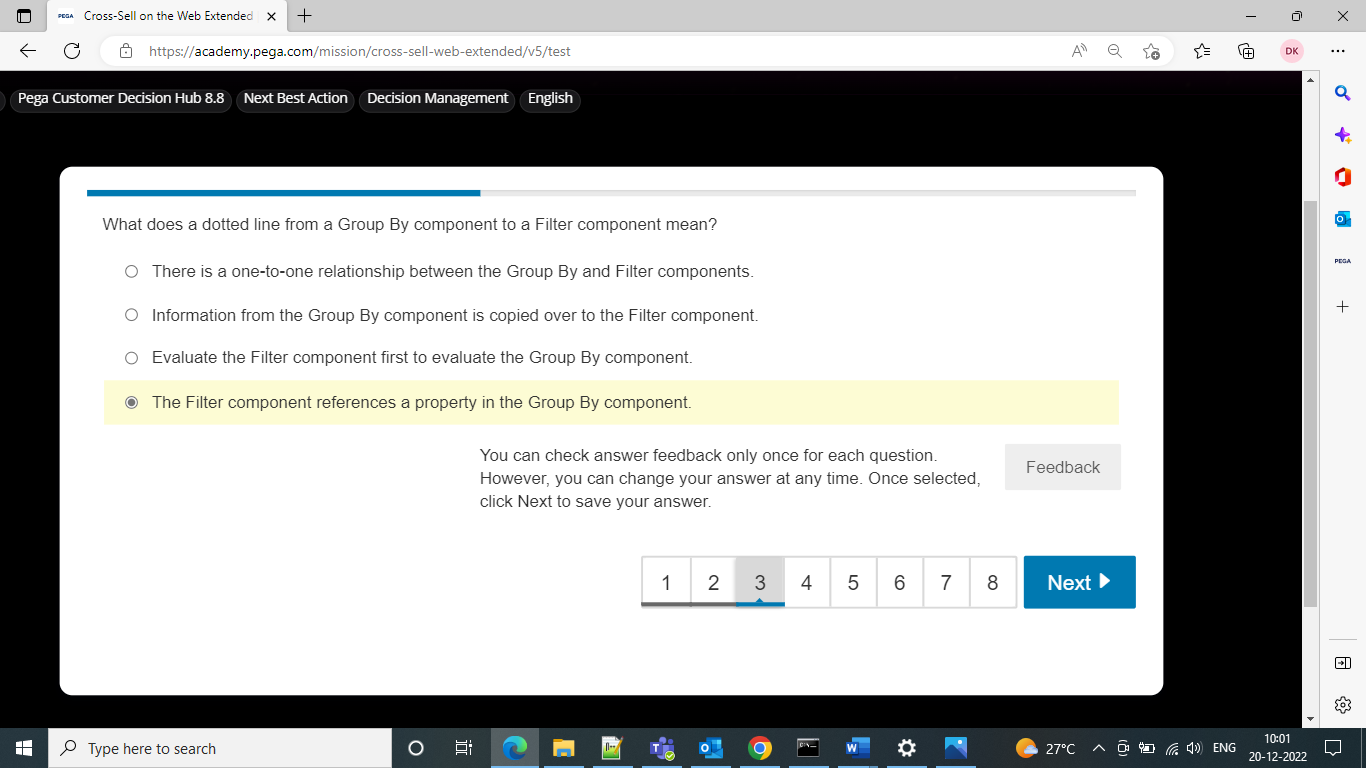 PEGA Cross-Sell on the Web Extended
https://academy.pega.com/mission/cross-sell-web-extended/v5/test
DK
Pega Customer Decision Hub 8.8 Next Best Action Decision Management English
What does a dotted line from a Group By component to a Filter component mean?
There is a one-to-one relationship between the Group By and Filter components.
Information from the Group By component is copied over to the Filter component.
Evaluate the Filter component first to evaluate the Group By component.
The Filter component references a property in the Group By component.
You can check answer feedback only once for each question.
However, you can change your answer at any time. Once selected,
click Next to save your answer.
Feedback
1 2 3 4 5 6 7 8 Next
PEGA
Type here to search
27°C
ENG
10:01
20-12-2022